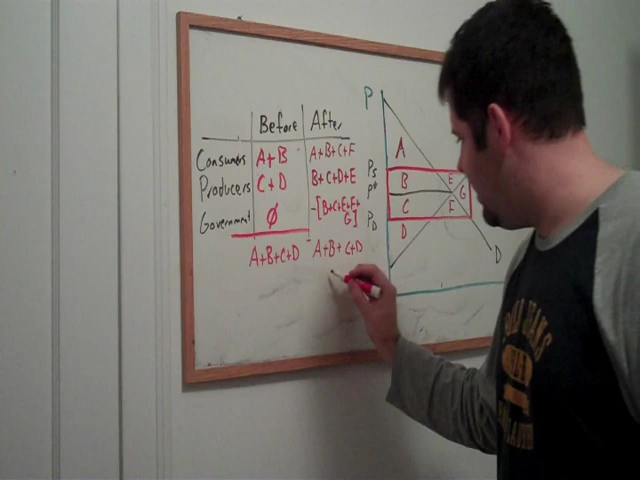 Before After
Consumers A+B A+B+C+F
Producers C+D B+C+D+E
Government Ø -[B+C+E+F+
G]
A+B+C+D A+B+C+D
P
A
Ps B E
P* G
C F
PD D
D